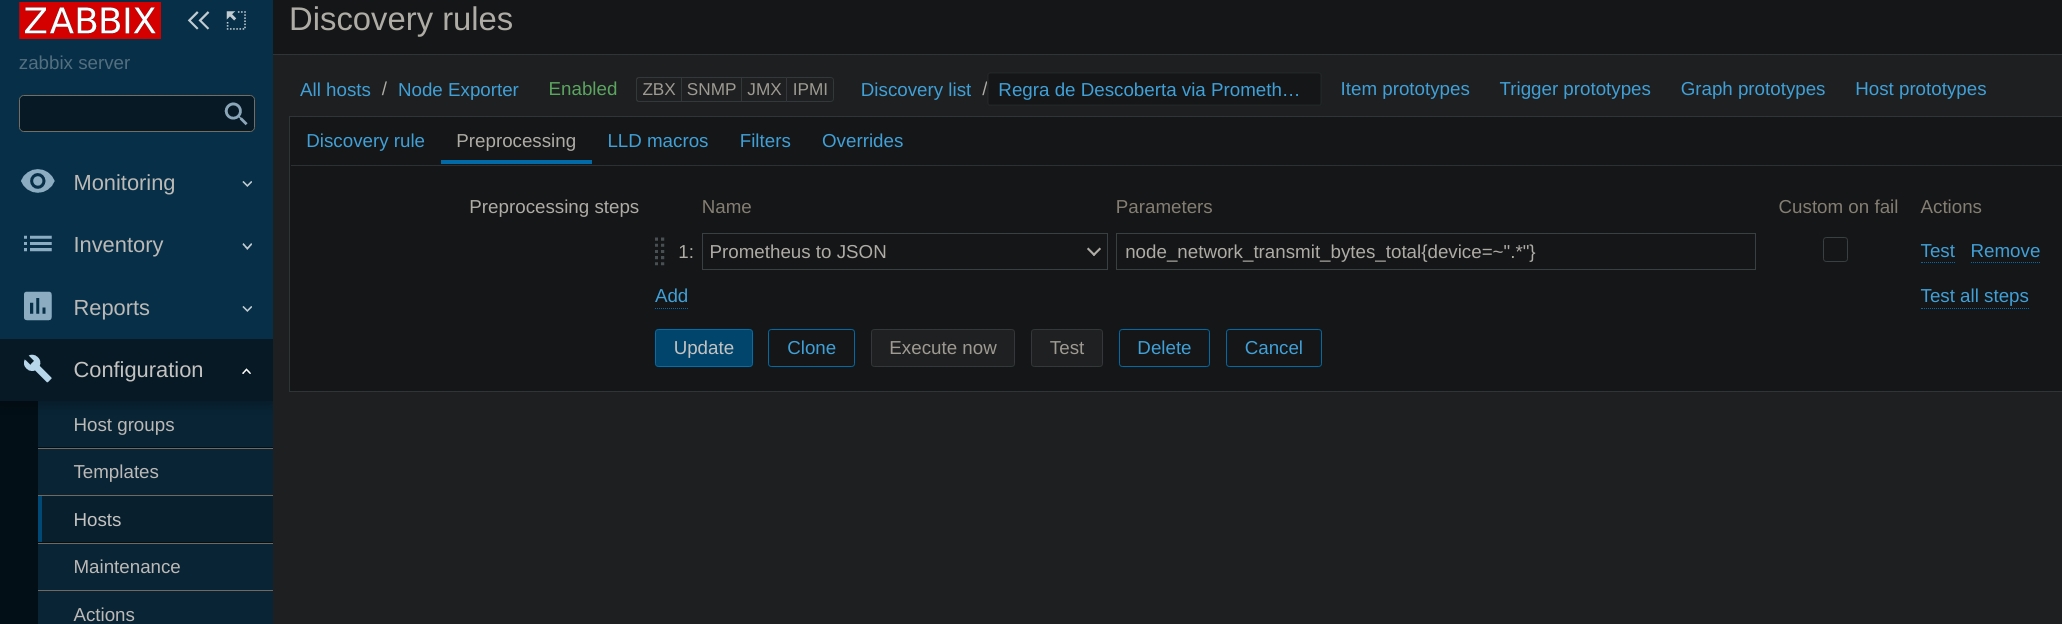 ZABBIX
zabbix server
Monitoring
Inventory
Reports
Configuration
Host groups
Templates
Hosts
Maintenance
Actions
Discovery rules
All hosts / Node Exporter Enabled ZBX SNMP JMX IPMI Discovery list / Regra de Descoberta via Prometh... Item prototypes Trigger prototypes Graph prototypes Host prototypes
Discovery rule Preprocessing LLD macros Filters Overrides
Preprocessing steps Name Parameters Custom on fail Actions
1: Prometheus to JSON node_network_transmit_bytes_total{device=~".*"} Test Remove
Add Test all steps
Update Clone Execute now Test Delete Cancel